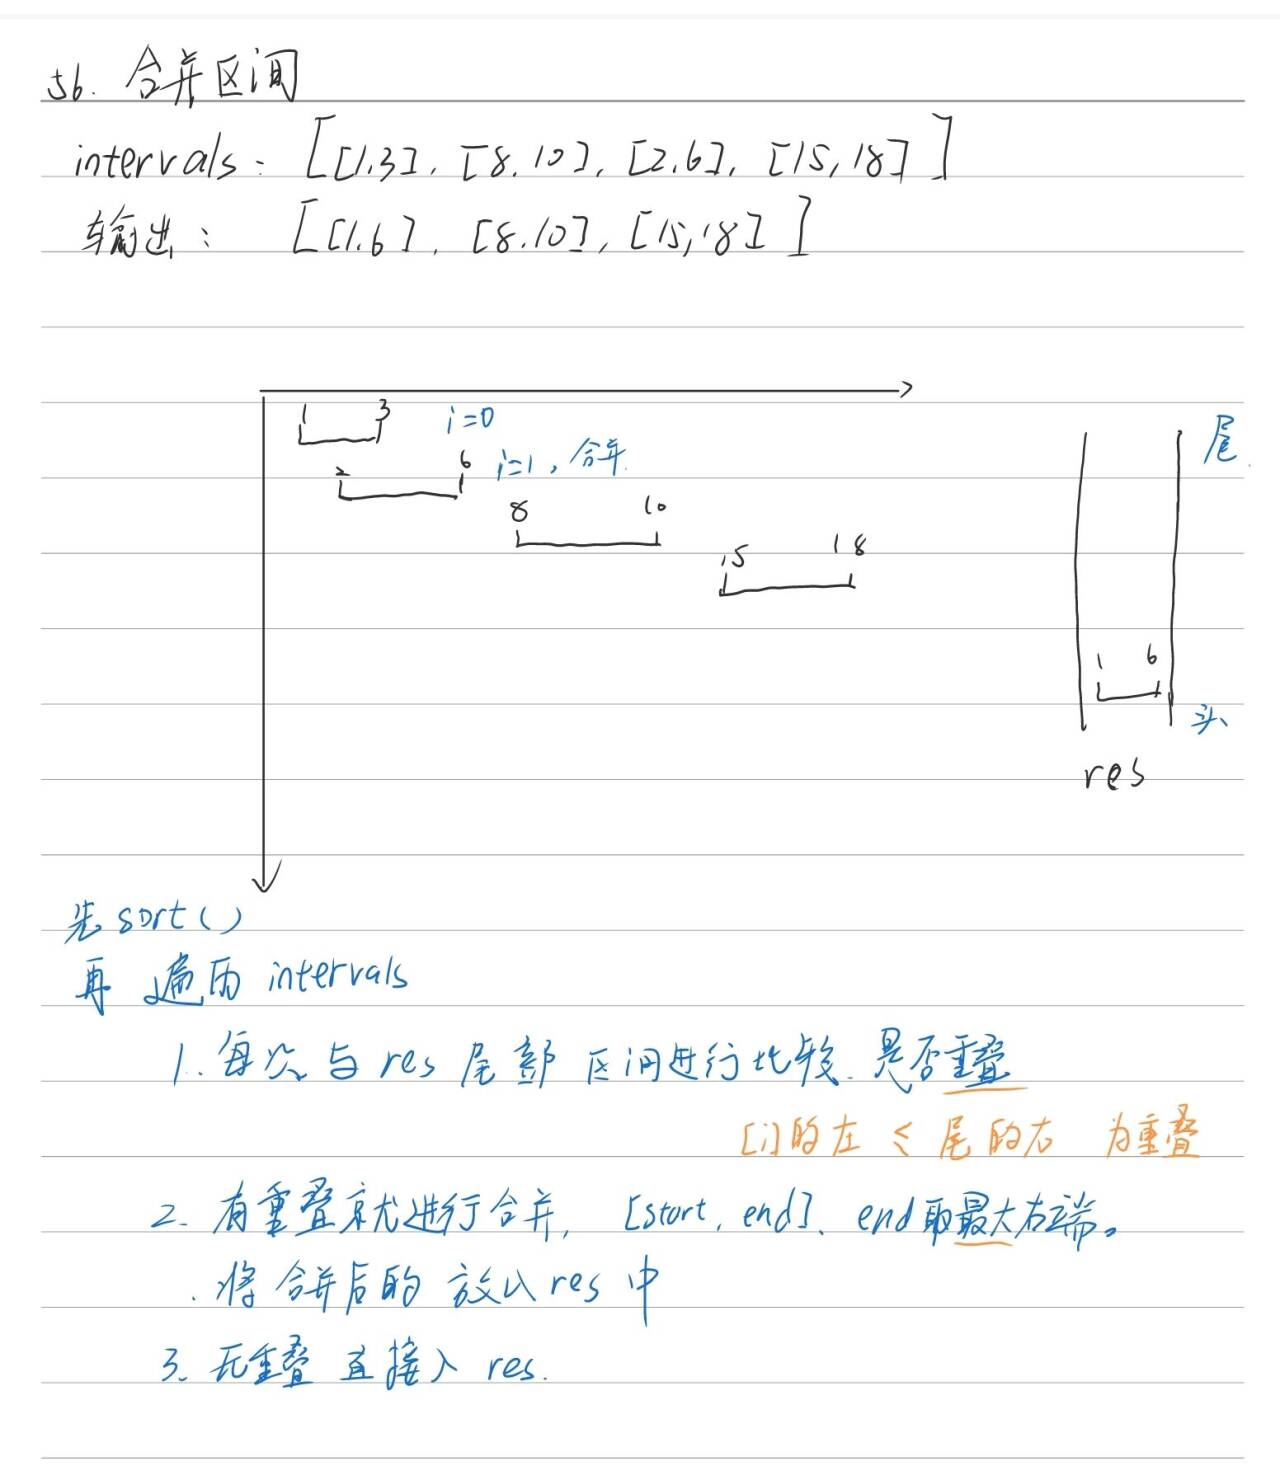 56. 合并区间
intervals: [[1,3], [8,10], [2,6], [15,18]]
输出: [[1,6], [8,10], [15,18]]
1 3 i=0
2 6 i=1, 合并
8 10
15 18
尾
1 6
头
res
先 sort()
再 遍历 intervals
1. 每次与 res 尾部 区间进行比较. 是否重叠
[i]的左 ≤ 尾的右 为重叠
2. 有重叠就进行合并, [start, end]、end取最大右端。
. 将合并后的 放入 res 中
3. 无重叠 直接入 res.